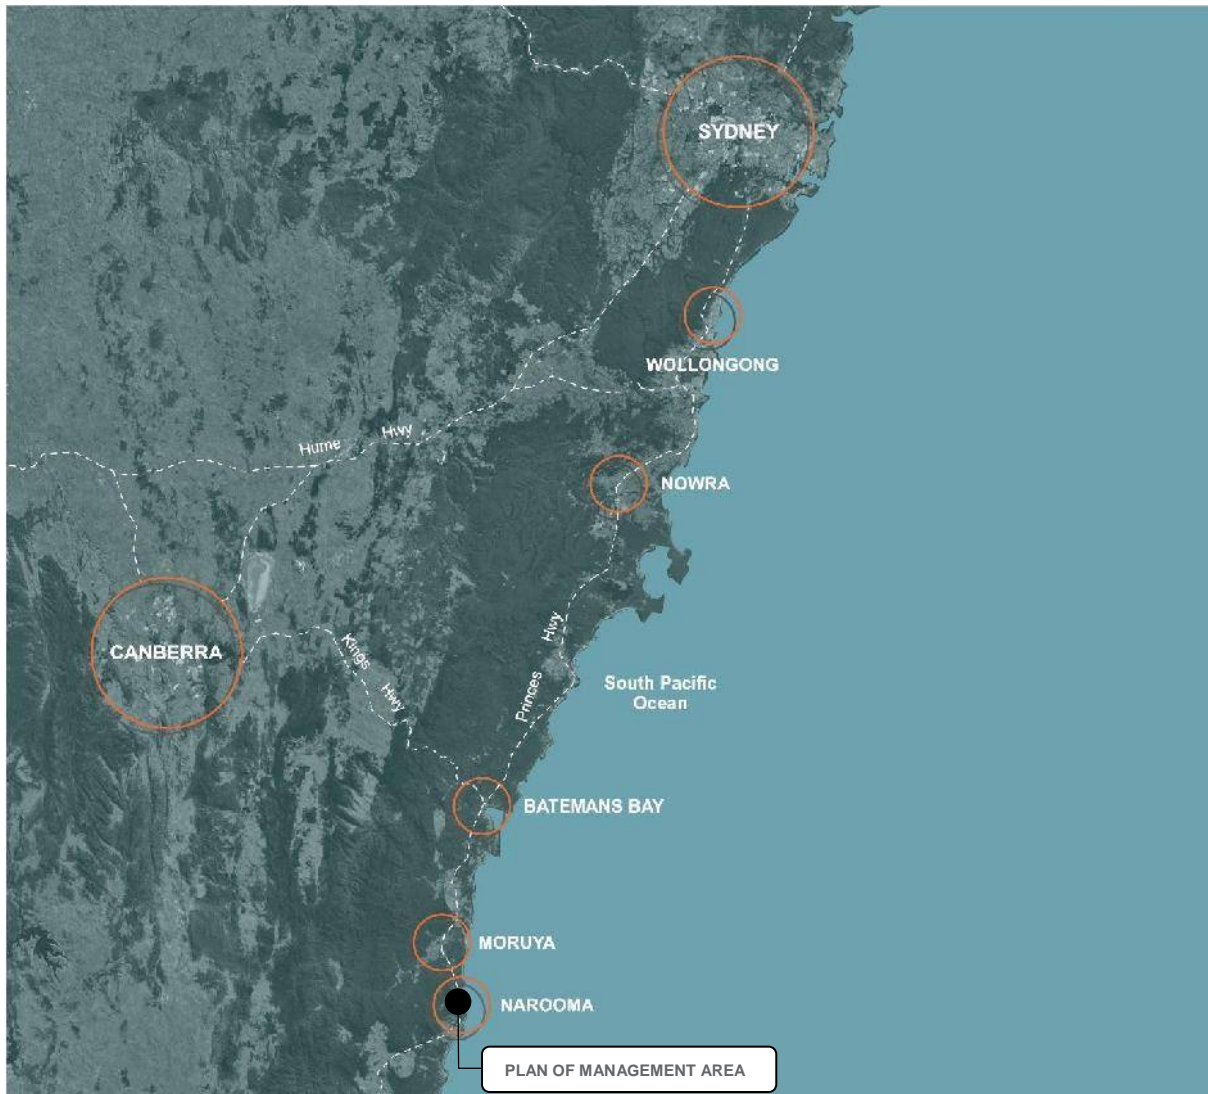 SYDNEY
WOLLONGONG
Hume Hwy
NOWRA
Princes Hwy
CANBERRA
Kings Hwy
South Pacific
Ocean
BATEMANS BAY
MORUYA
NAROOMA
PLAN OF MANAGEMENT AREA